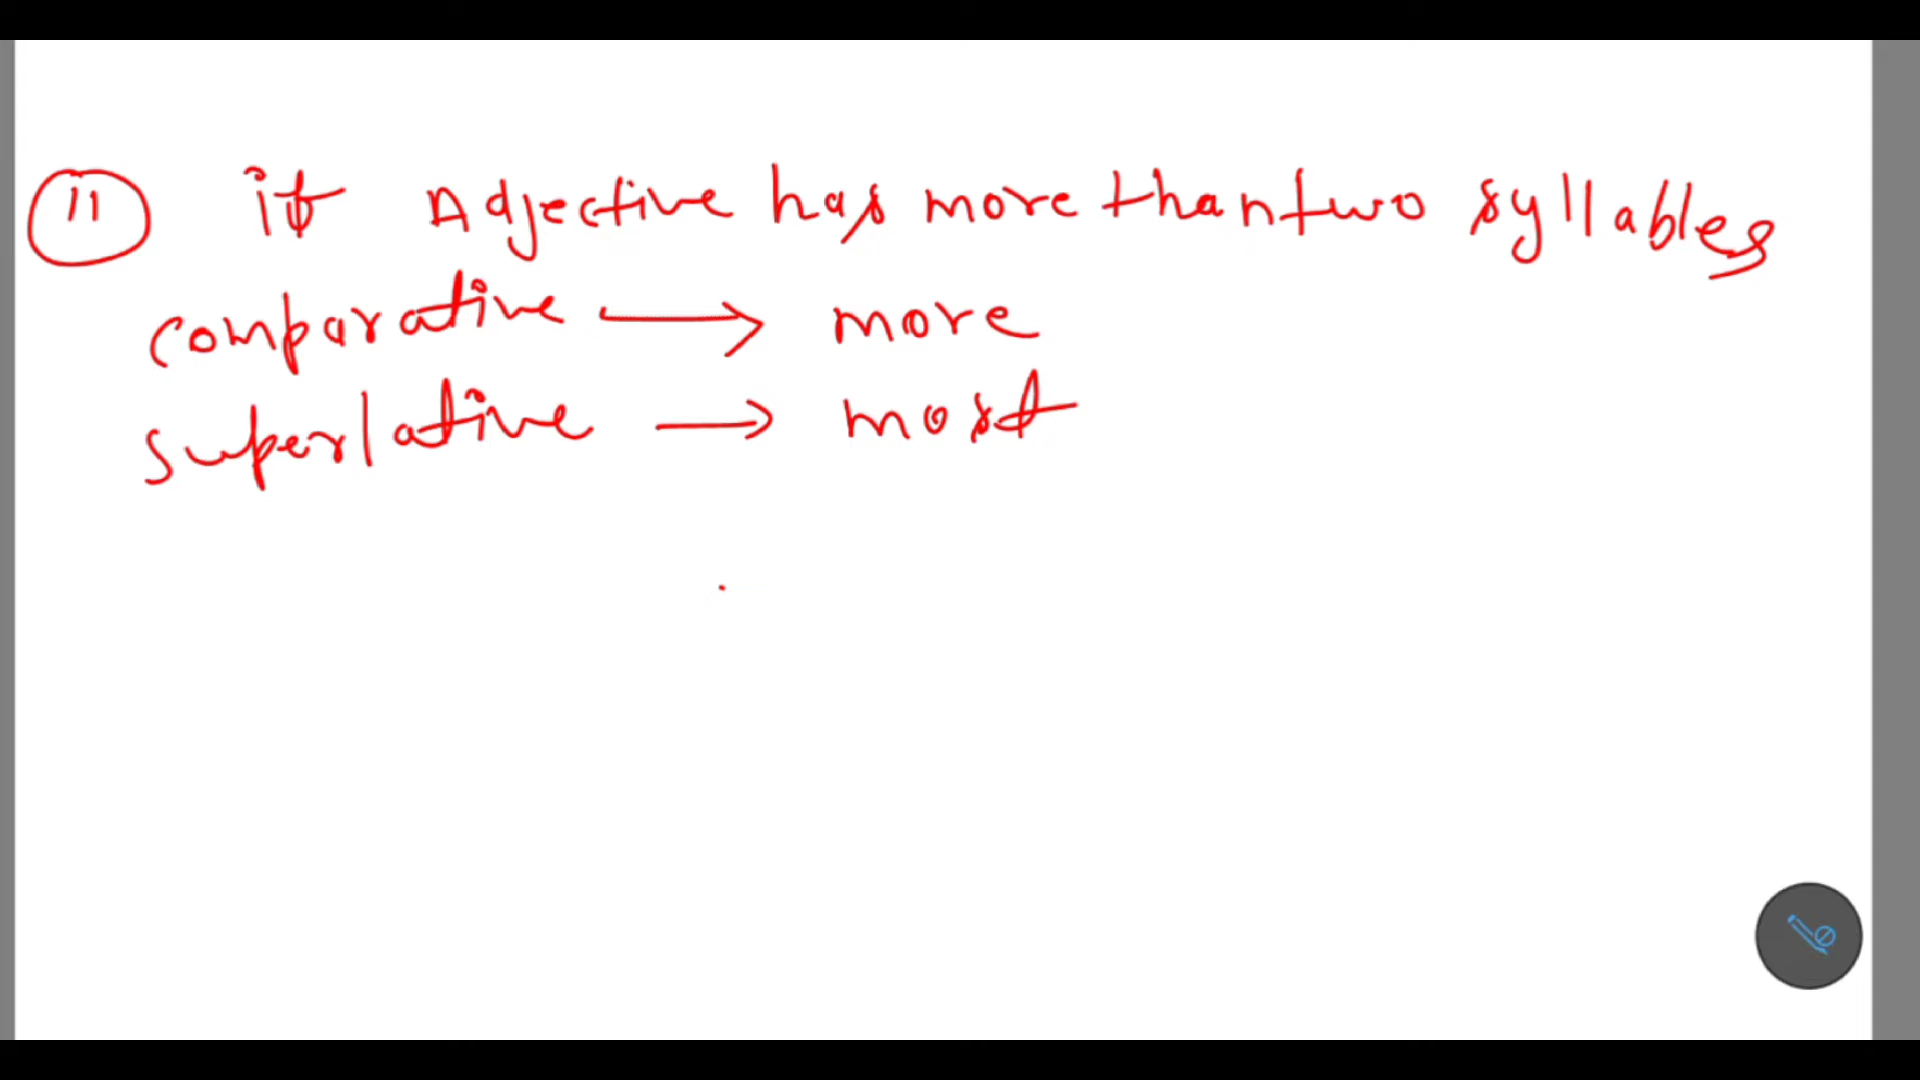 11 if Adjective has more than two syllables
comparative → more
superlative → most